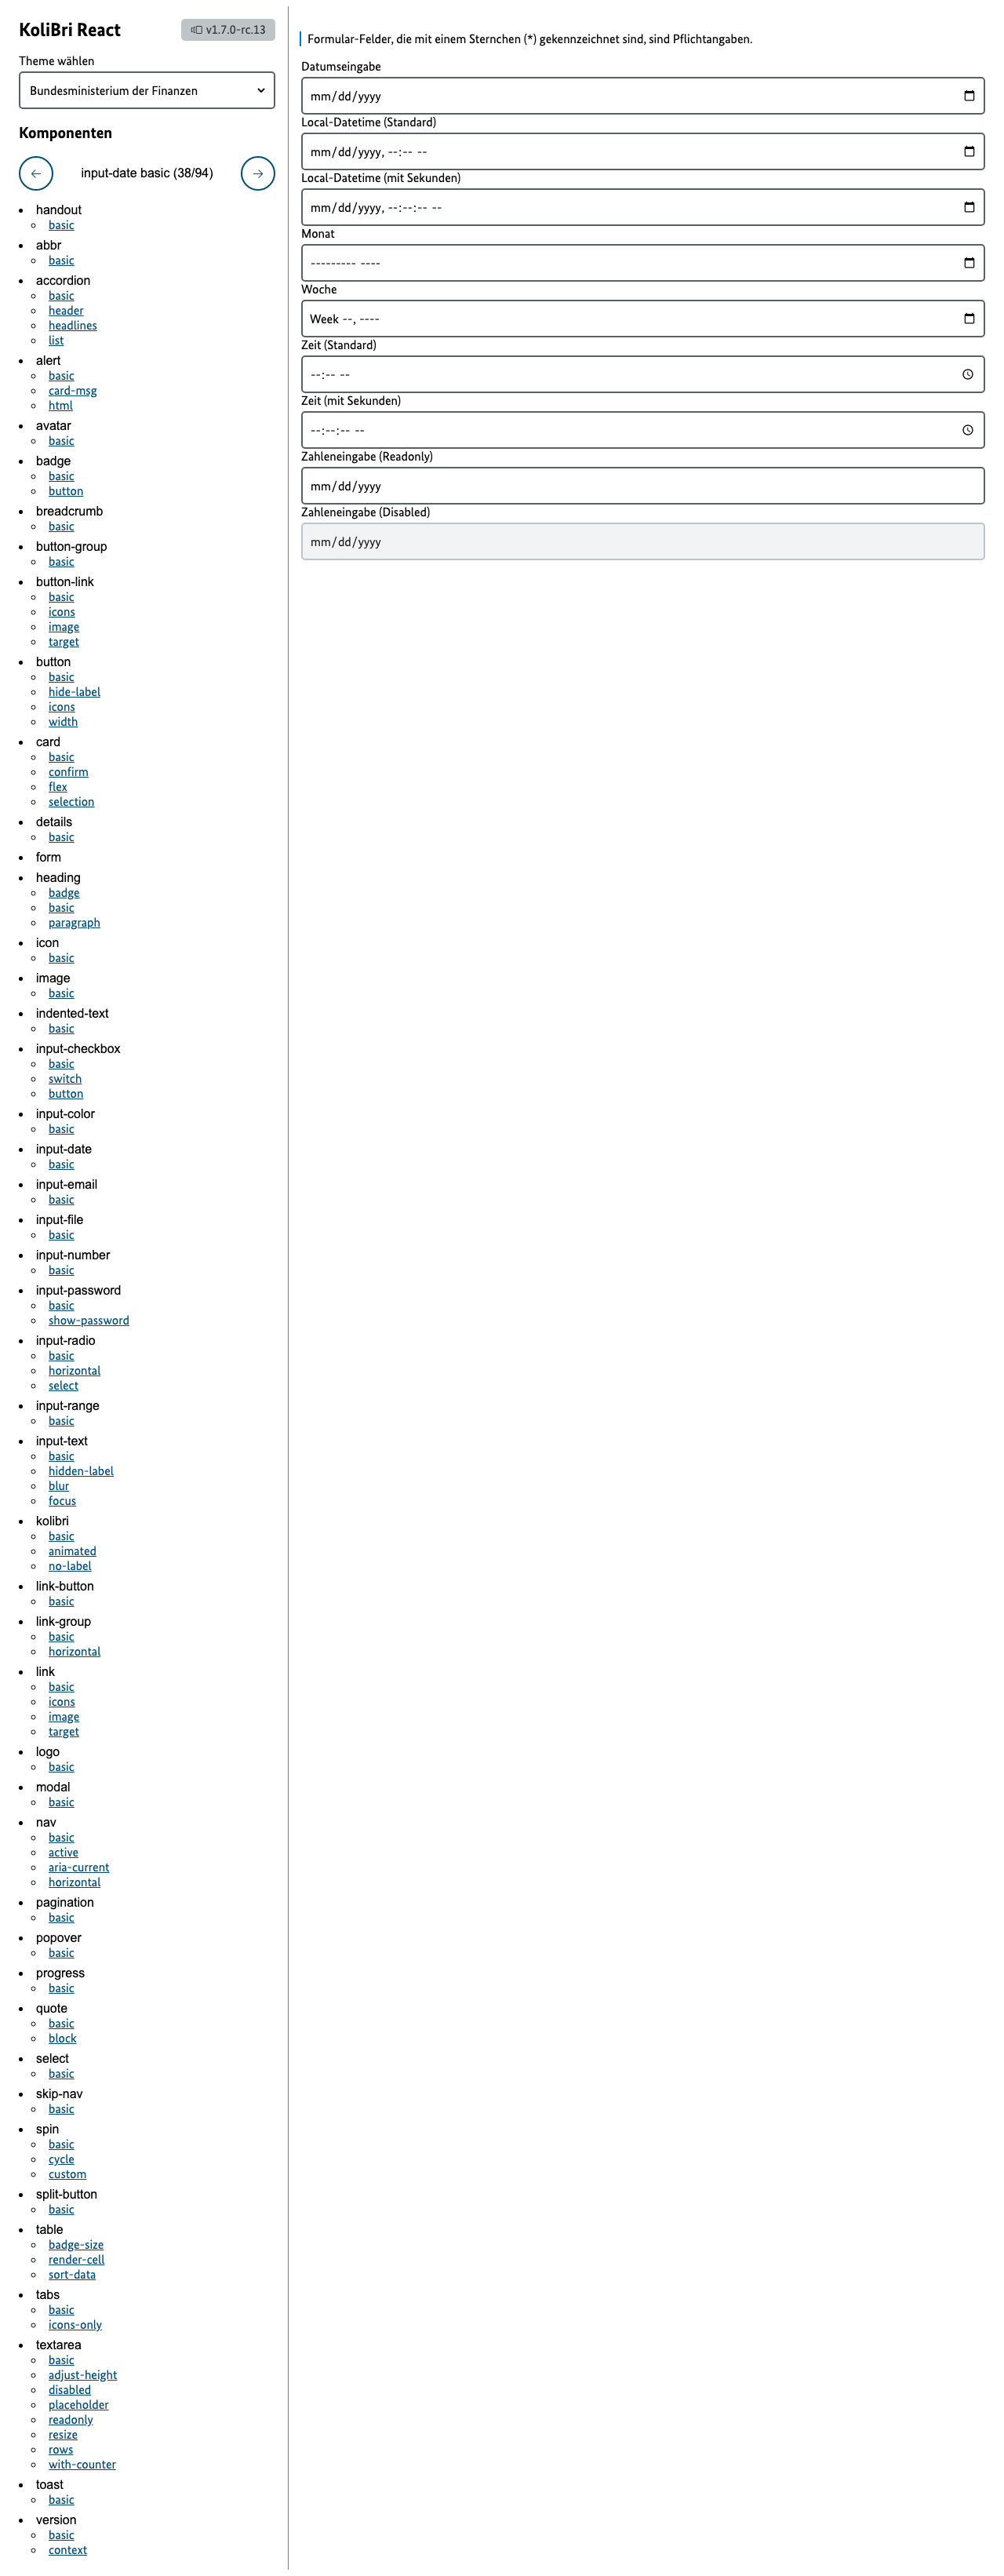 KoliBri React
v1.7.0-rc.13
Theme wählen
Bundesministerium der Finanzen
Komponenten
input-date basic (38/94)
handout
basic
abbr
basic
accordion
basic
header
headlines
list
alert
basic
card-msg
html
avatar
basic
badge
basic
button
breadcrumb
basic
button-group
basic
button-link
basic
icons
image
target
button
basic
hide-label
icons
width
card
basic
confirm
flex
selection
details
basic
form
heading
badge
basic
paragraph
icon
basic
image
basic
indented-text
basic
input-checkbox
basic
switch
button
input-color
basic
input-date
basic
input-email
basic
input-file
basic
input-number
basic
input-password
basic
show-password
input-radio
basic
horizontal
select
input-range
basic
input-text
basic
hidden-label
blur
focus
kolibri
basic
animated
no-label
link-button
basic
link-group
basic
horizontal
link
basic
icons
image
target
logo
basic
modal
basic
nav
basic
active
aria-current
horizontal
pagination
basic
popover
basic
progress
basic
quote
basic
block
select
basic
skip-nav
basic
spin
basic
cycle
custom
split-button
basic
table
badge-size
render-cell
sort-data
tabs
basic
icons-only
textarea
basic
adjust-height
disabled
placeholder
readonly
resize
rows
with-counter
toast
basic
version
basic
context
Formular-Felder, die mit einem Sternchen (*) gekennzeichnet sind, sind Pflichtangaben.
Datumseingabe
mm/dd/yyyy
Local-Datetime (Standard)
mm/dd/yyyy, --:-- --
Local-Datetime (mit Sekunden)
mm/dd/yyyy, --:--:-- --
Monat
--------- ----
Woche
Week --, ----
Zeit (Standard)
--:-- --
Zeit (mit Sekunden)
--:--:-- --
Zahleneingabe (Readonly)
mm/dd/yyyy
Zahleneingabe (Disabled)
mm/dd/yyyy